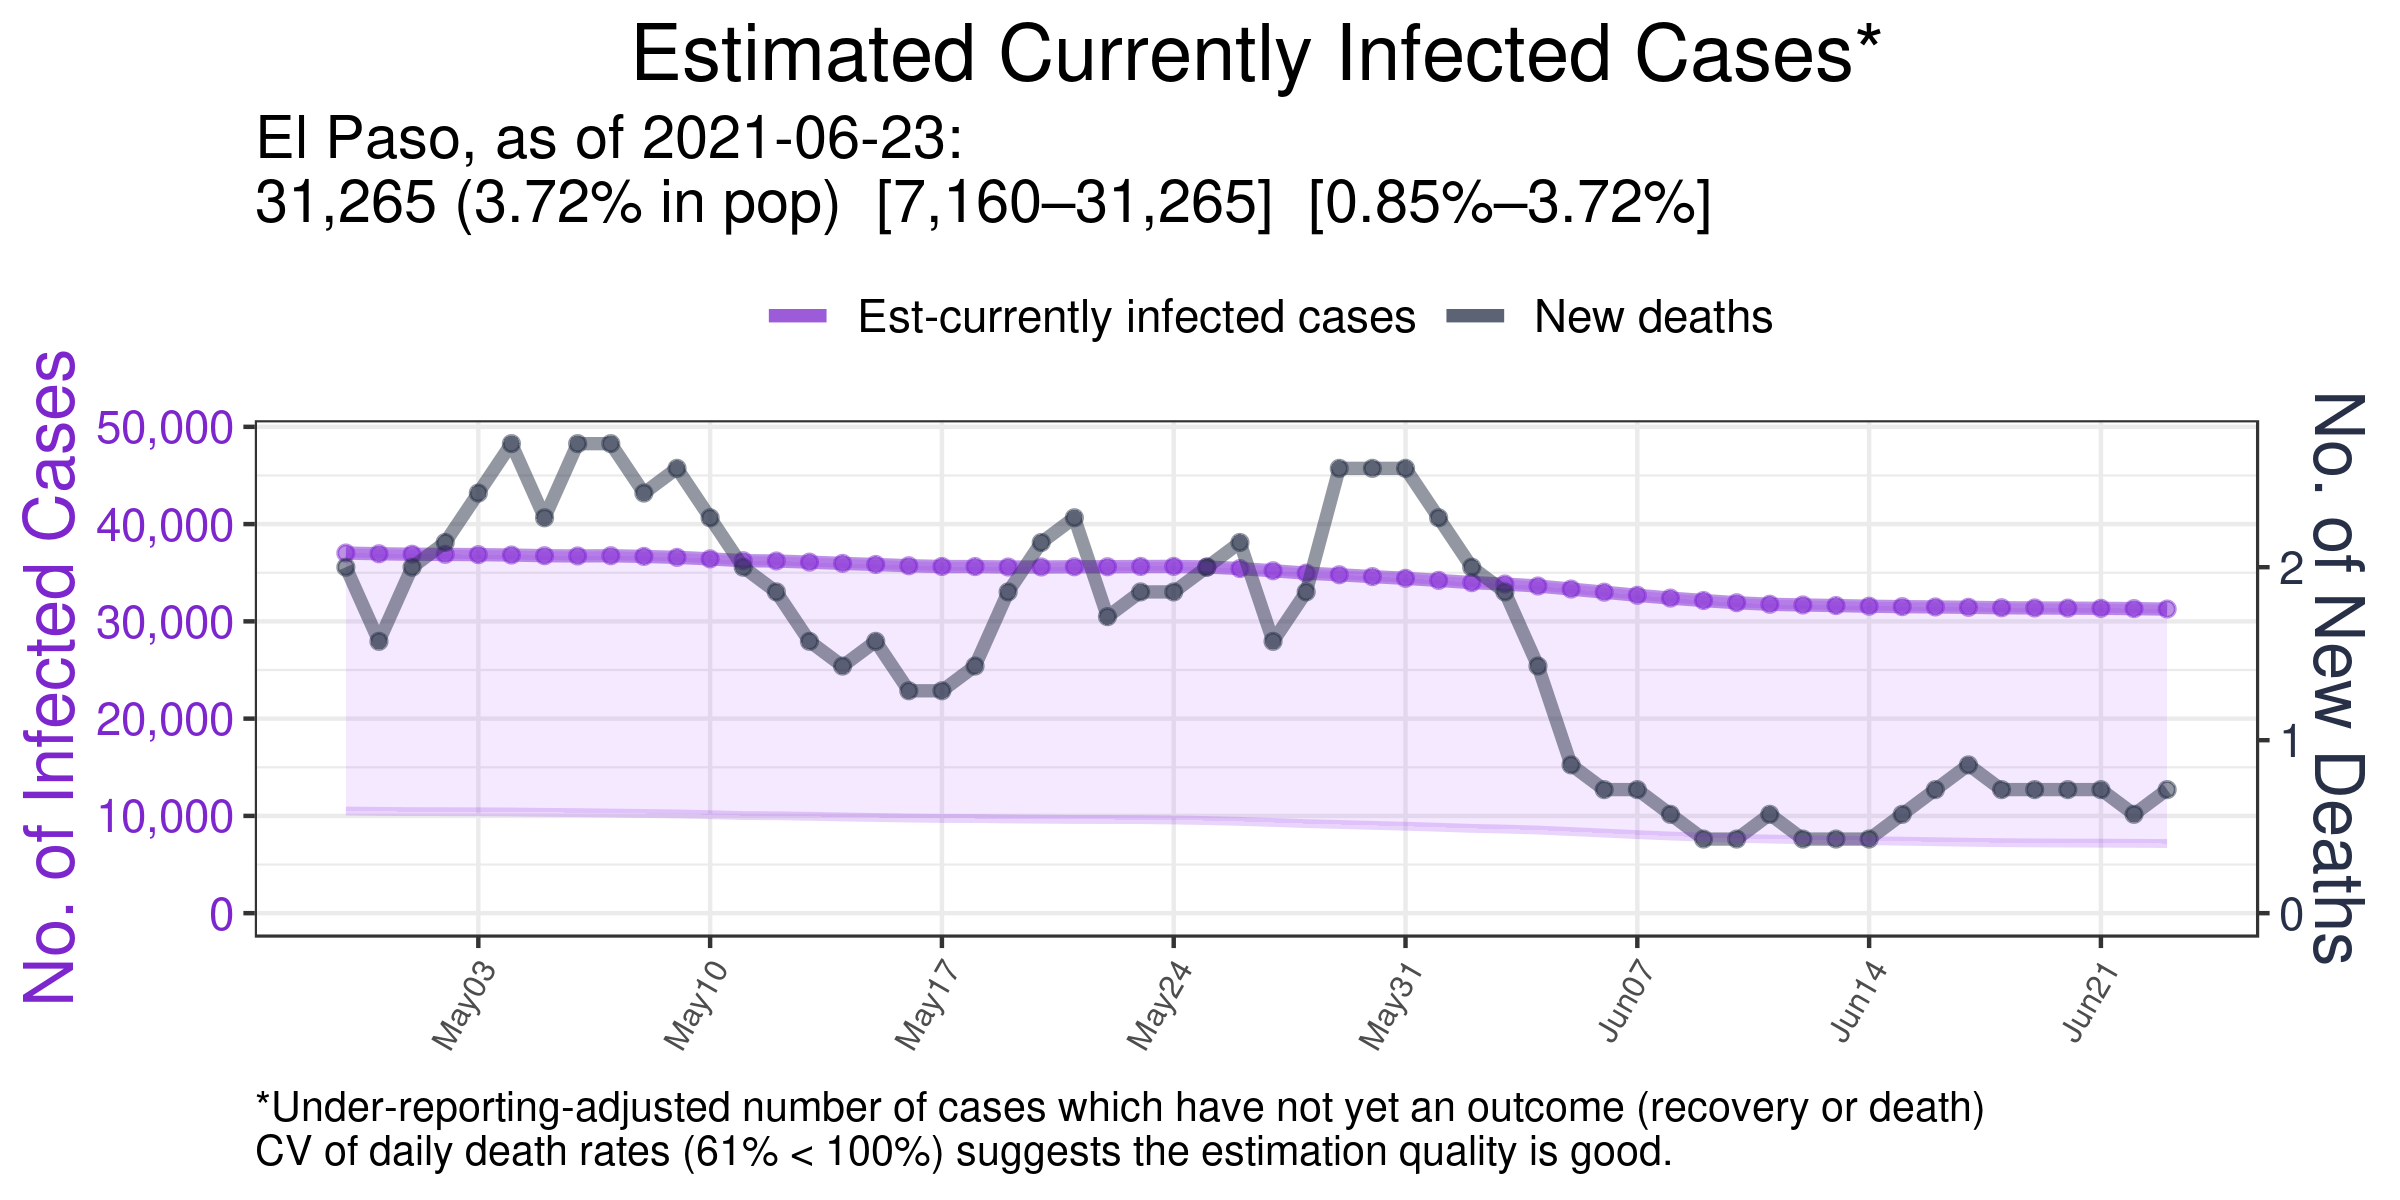 Estimated Currently Infected Cases*
El Paso, as of 2021-06-23:
31,265 (3.72% in pop)  [7,160–31,265]  [0.85%–3.72%]
Est-currently infected cases
New deaths
No. of Infected Cases
50,000
40,000
30,000
20,000
10,000
0
No. of New Deaths
2
1
0
May03
May10
May17
May24
May31
Jun07
Jun14
Jun21
*Under-reporting-adjusted number of cases which have not yet an outcome (recovery or death)
CV of daily death rates (61% < 100%) suggests the estimation quality is good.